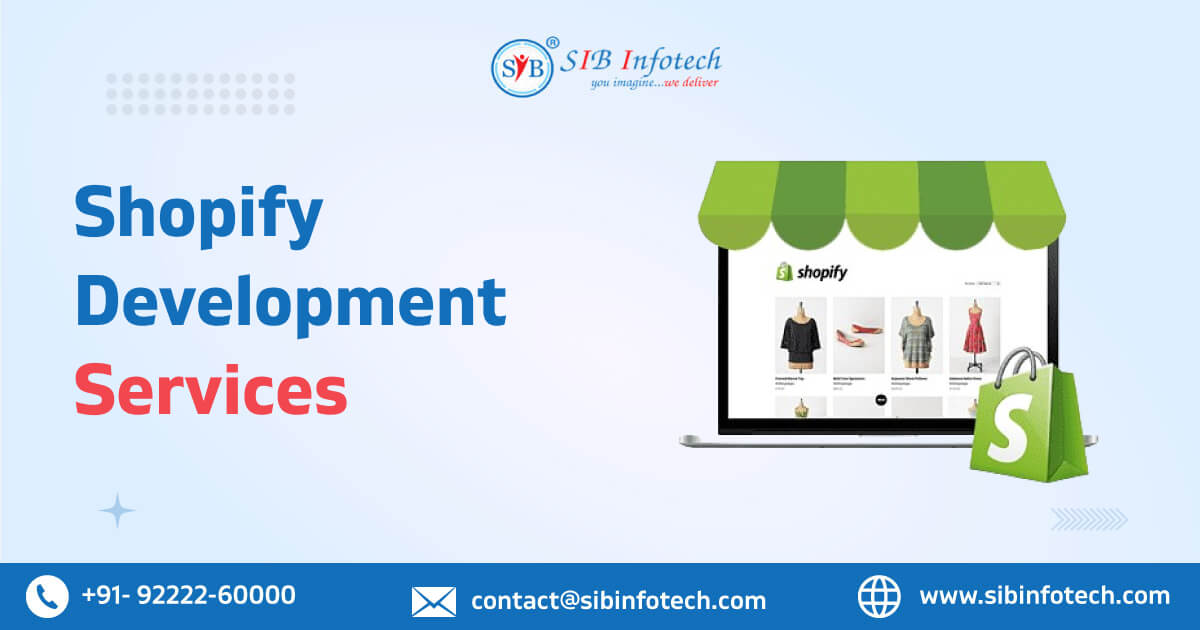 SIB
®
SIB Infotech
you imagine...we deliver
Shopify
Development
Services
shopify
S
+91- 92222-60000
contact@sibinfotech.com
www.sibinfotech.com